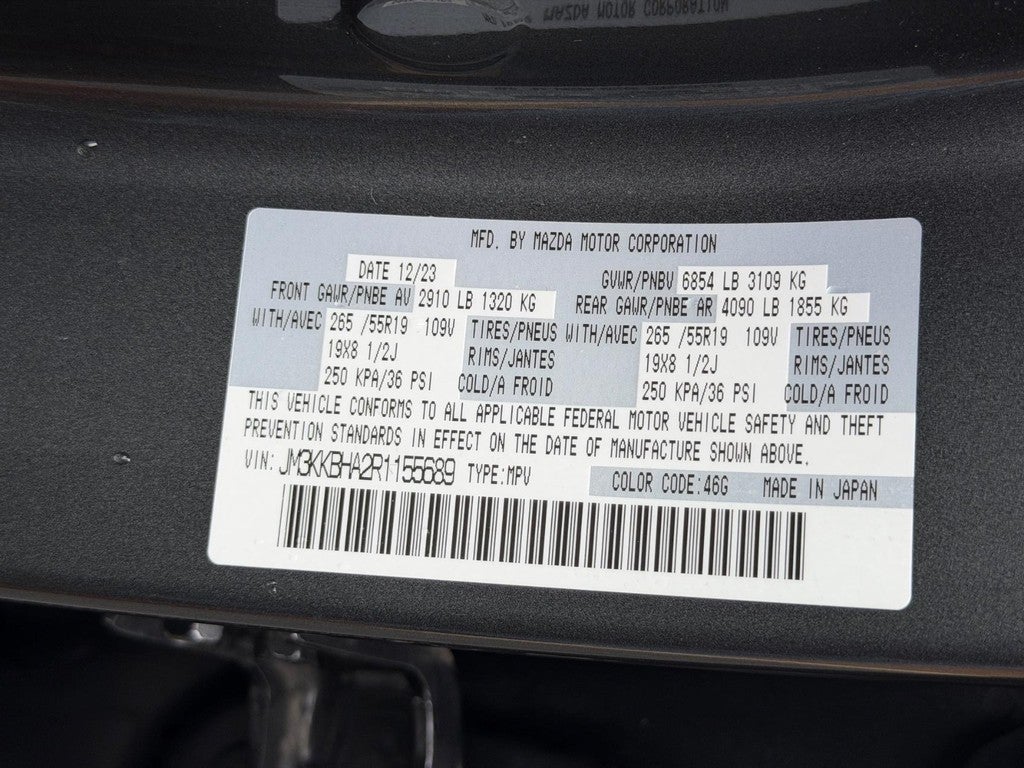 MAZDA MOTOR CORPORATION
MFD. BY MAZDA MOTOR CORPORATION
DATE 12/23 GVWR/PNBV 6854 LB 3109 KG
FRONT GAWR/PNBE AV 2910 LB 1320 KG REAR GAWR/PNBE AR 4090 LB 1855 KG
WITH/AVEC 265 /55R19 109V TIRES/PNEUS WITH/AVEC 265 /55R19 109V TIRES/PNEUS
19X8 1/2J RIMS/JANTES 19X8 1/2J RIMS/JANTES
250 KPA/36 PSI COLD/A FROID 250 KPA/36 PSI COLD/A FROID
THIS VEHICLE CONFORMS TO ALL APPLICABLE FEDERAL MOTOR VEHICLE SAFETY AND THEFT
PREVENTION STANDARDS IN EFFECT ON THE DATE OF MANUFACTURE SHOWN ABOVE.
VIN: JM3KKBHA2R1155689 TYPE:MPV COLOR CODE:46G MADE IN JAPAN